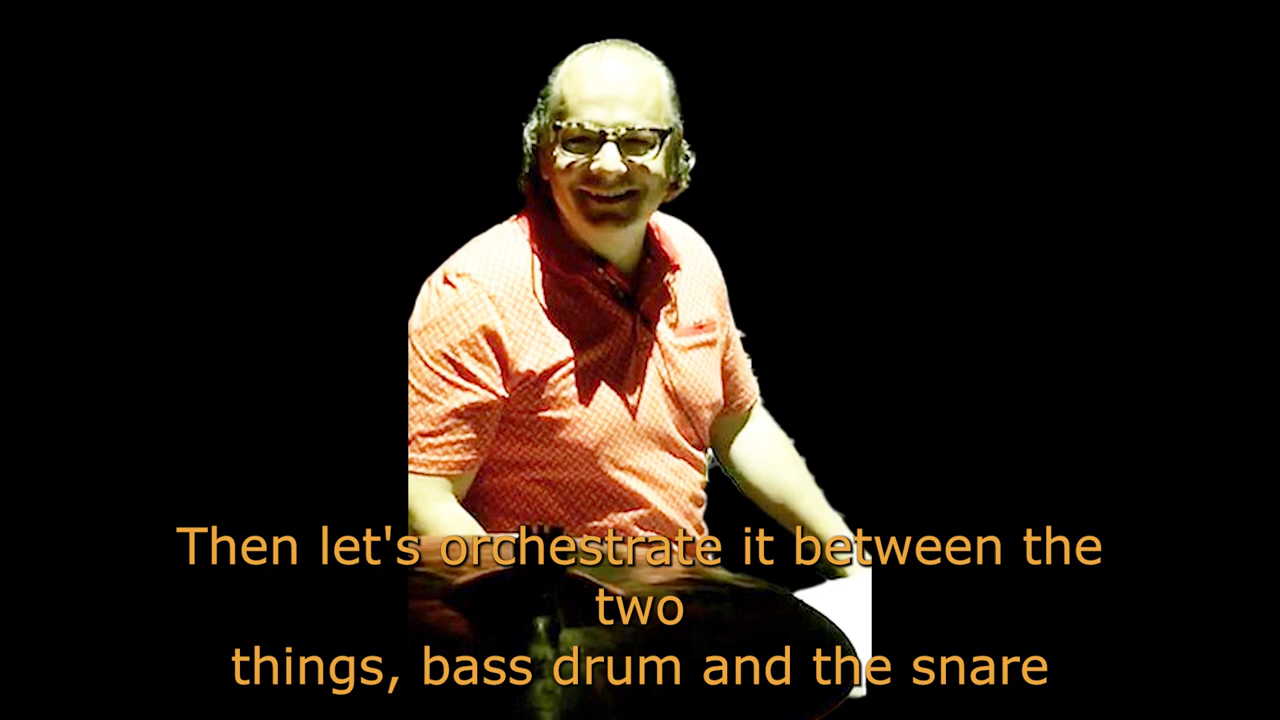 Then let's orchestrate it between the
two
things, bass drum and the snare